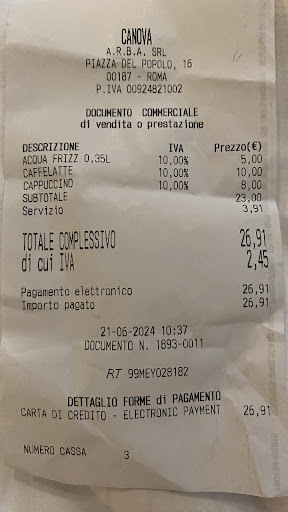 CANOVA
A.R.B.A. SRL
PIAZZA DEL POPOLO, 16
00187 - ROMA
P.IVA 00924821002
DOCUMENTO COMMERCIALE
di vendita o prestazione
DESCRIZIONE IVA Prezzo(€)
ACQUA FRIZZ 0,35L 10,00% 5,00
CAFFELATTE 10,00% 10,00
CAPPUCCINO 10,00% 8,00
SUBTOTALE 23,00
Servizio 3,91
TOTALE COMPLESSIVO 26,91
di cui IVA 2,45
Pagamento elettronico 26,91
Importo pagato 26,91
21-06-2024 10:37
DOCUMENTO N. 1893-0011
RT 99MEY028182
DETTAGLIO FORME di PAGAMENTO
CARTA DI CREDITO - ELECTRONIC PAYMENT 26,91
NUMERO CASSA 3